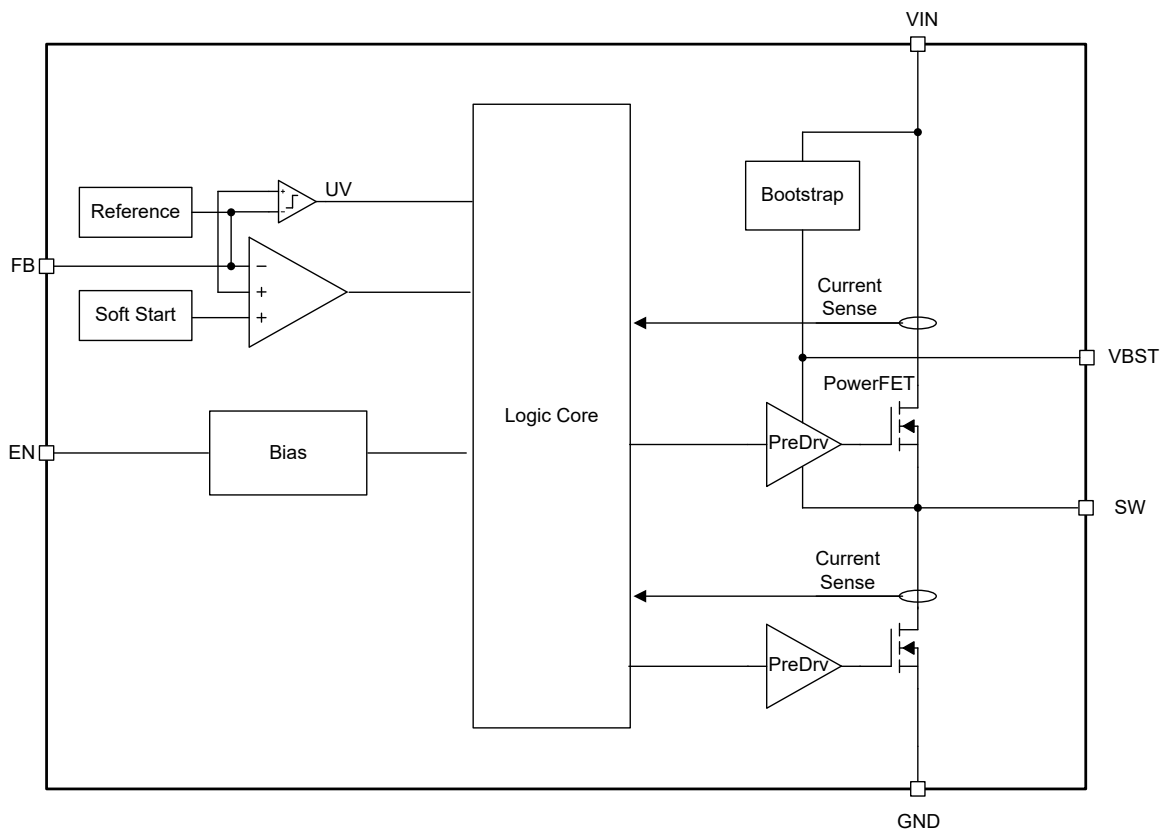 VIN
Reference
UV
+
-
Bootstrap
FB
−
+
+
Soft Start
Current
Sense
VBST
PowerFET
Logic Core
EN
Bias
PreDrv
SW
Current
Sense
PreDrv
GND